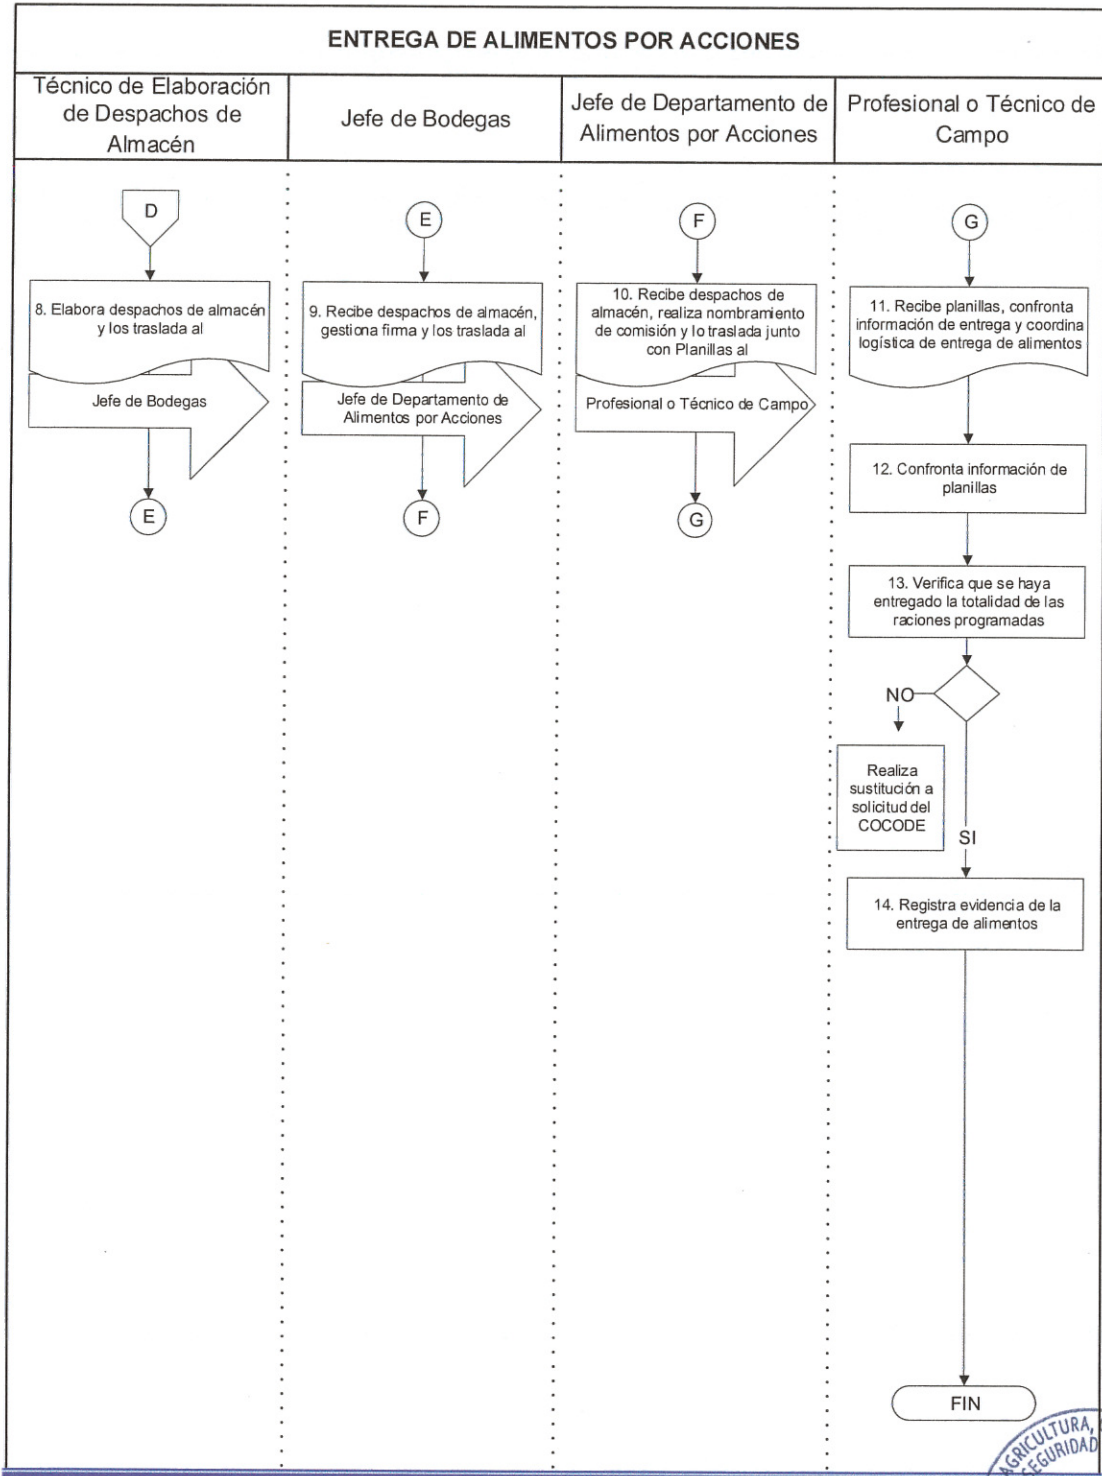 ENTREGA DE ALIMENTOS POR ACCIONES
Técnico de Elaboración
de Despachos de
Almacén
Jefe de Bodegas
Jefe de Departamento de
Alimentos por Acciones
Profesional o Técnico de
Campo
D
8. Elabora despachos de almacén
y los traslada al
Jefe de Bodegas
E
E
9. Recibe despachos de almacén,
gestiona firma y los traslada al
Jefe de Departamento de
Alimentos por Acciones
F
F
10. Recibe despachos de
almacén, realiza nombramiento
de comisión y lo traslada junto
con Planillas al
Profesional o Técnico de Campo
G
G
11. Recibe planillas, confronta
información de entrega y coordina
logística de entrega de alimentos
12. Confronta información de
planillas
13. Verifica que se haya
entregado la totalidad de las
raciones programadas
NO
Realiza
sustitución a
solicitud del
COCODE
SI
14. Registra evidencia de la
entrega de alimentos
FIN
AGRICULTURA,
SEGURIDAD